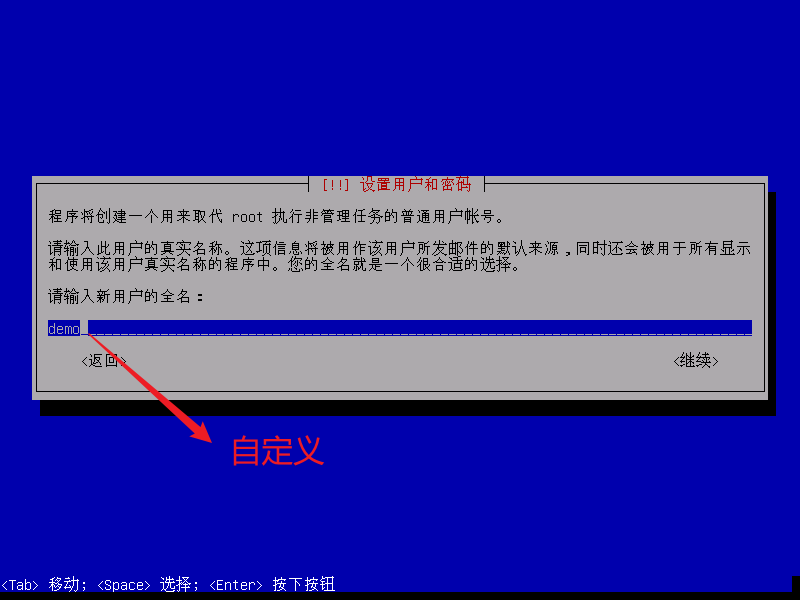 [!!] 设置用户和密码
程序将创建一个用来取代 root 执行非管理任务的普通用户帐号。
请输入此用户的真实名称。这项信息将被用作该用户所发邮件的默认来源,同时还会被用于所有显示
和使用该用户真实名称的程序中。您的全名就是一个很合适的选择。
请输入新用户的全名：
demo
<返回> <继续>
自定义
<Tab> 移动; <Space> 选择; <Enter> 按下按钮